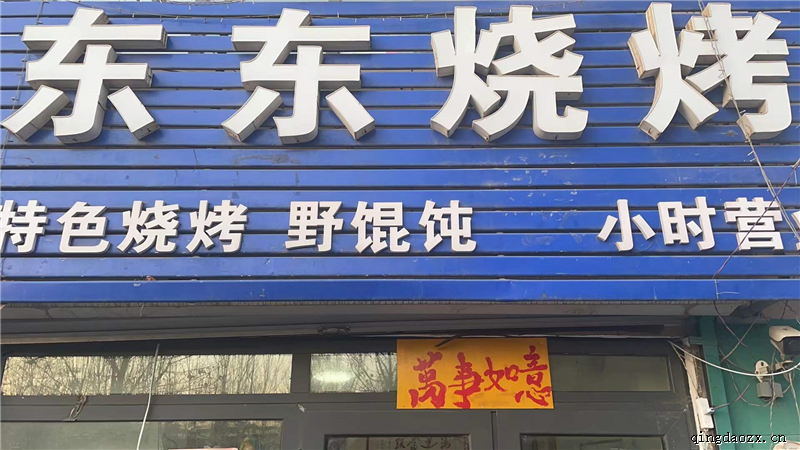 东东烧烤
特色烧烤 野馄饨 小时营
萬事如意
qingdaozx.cn